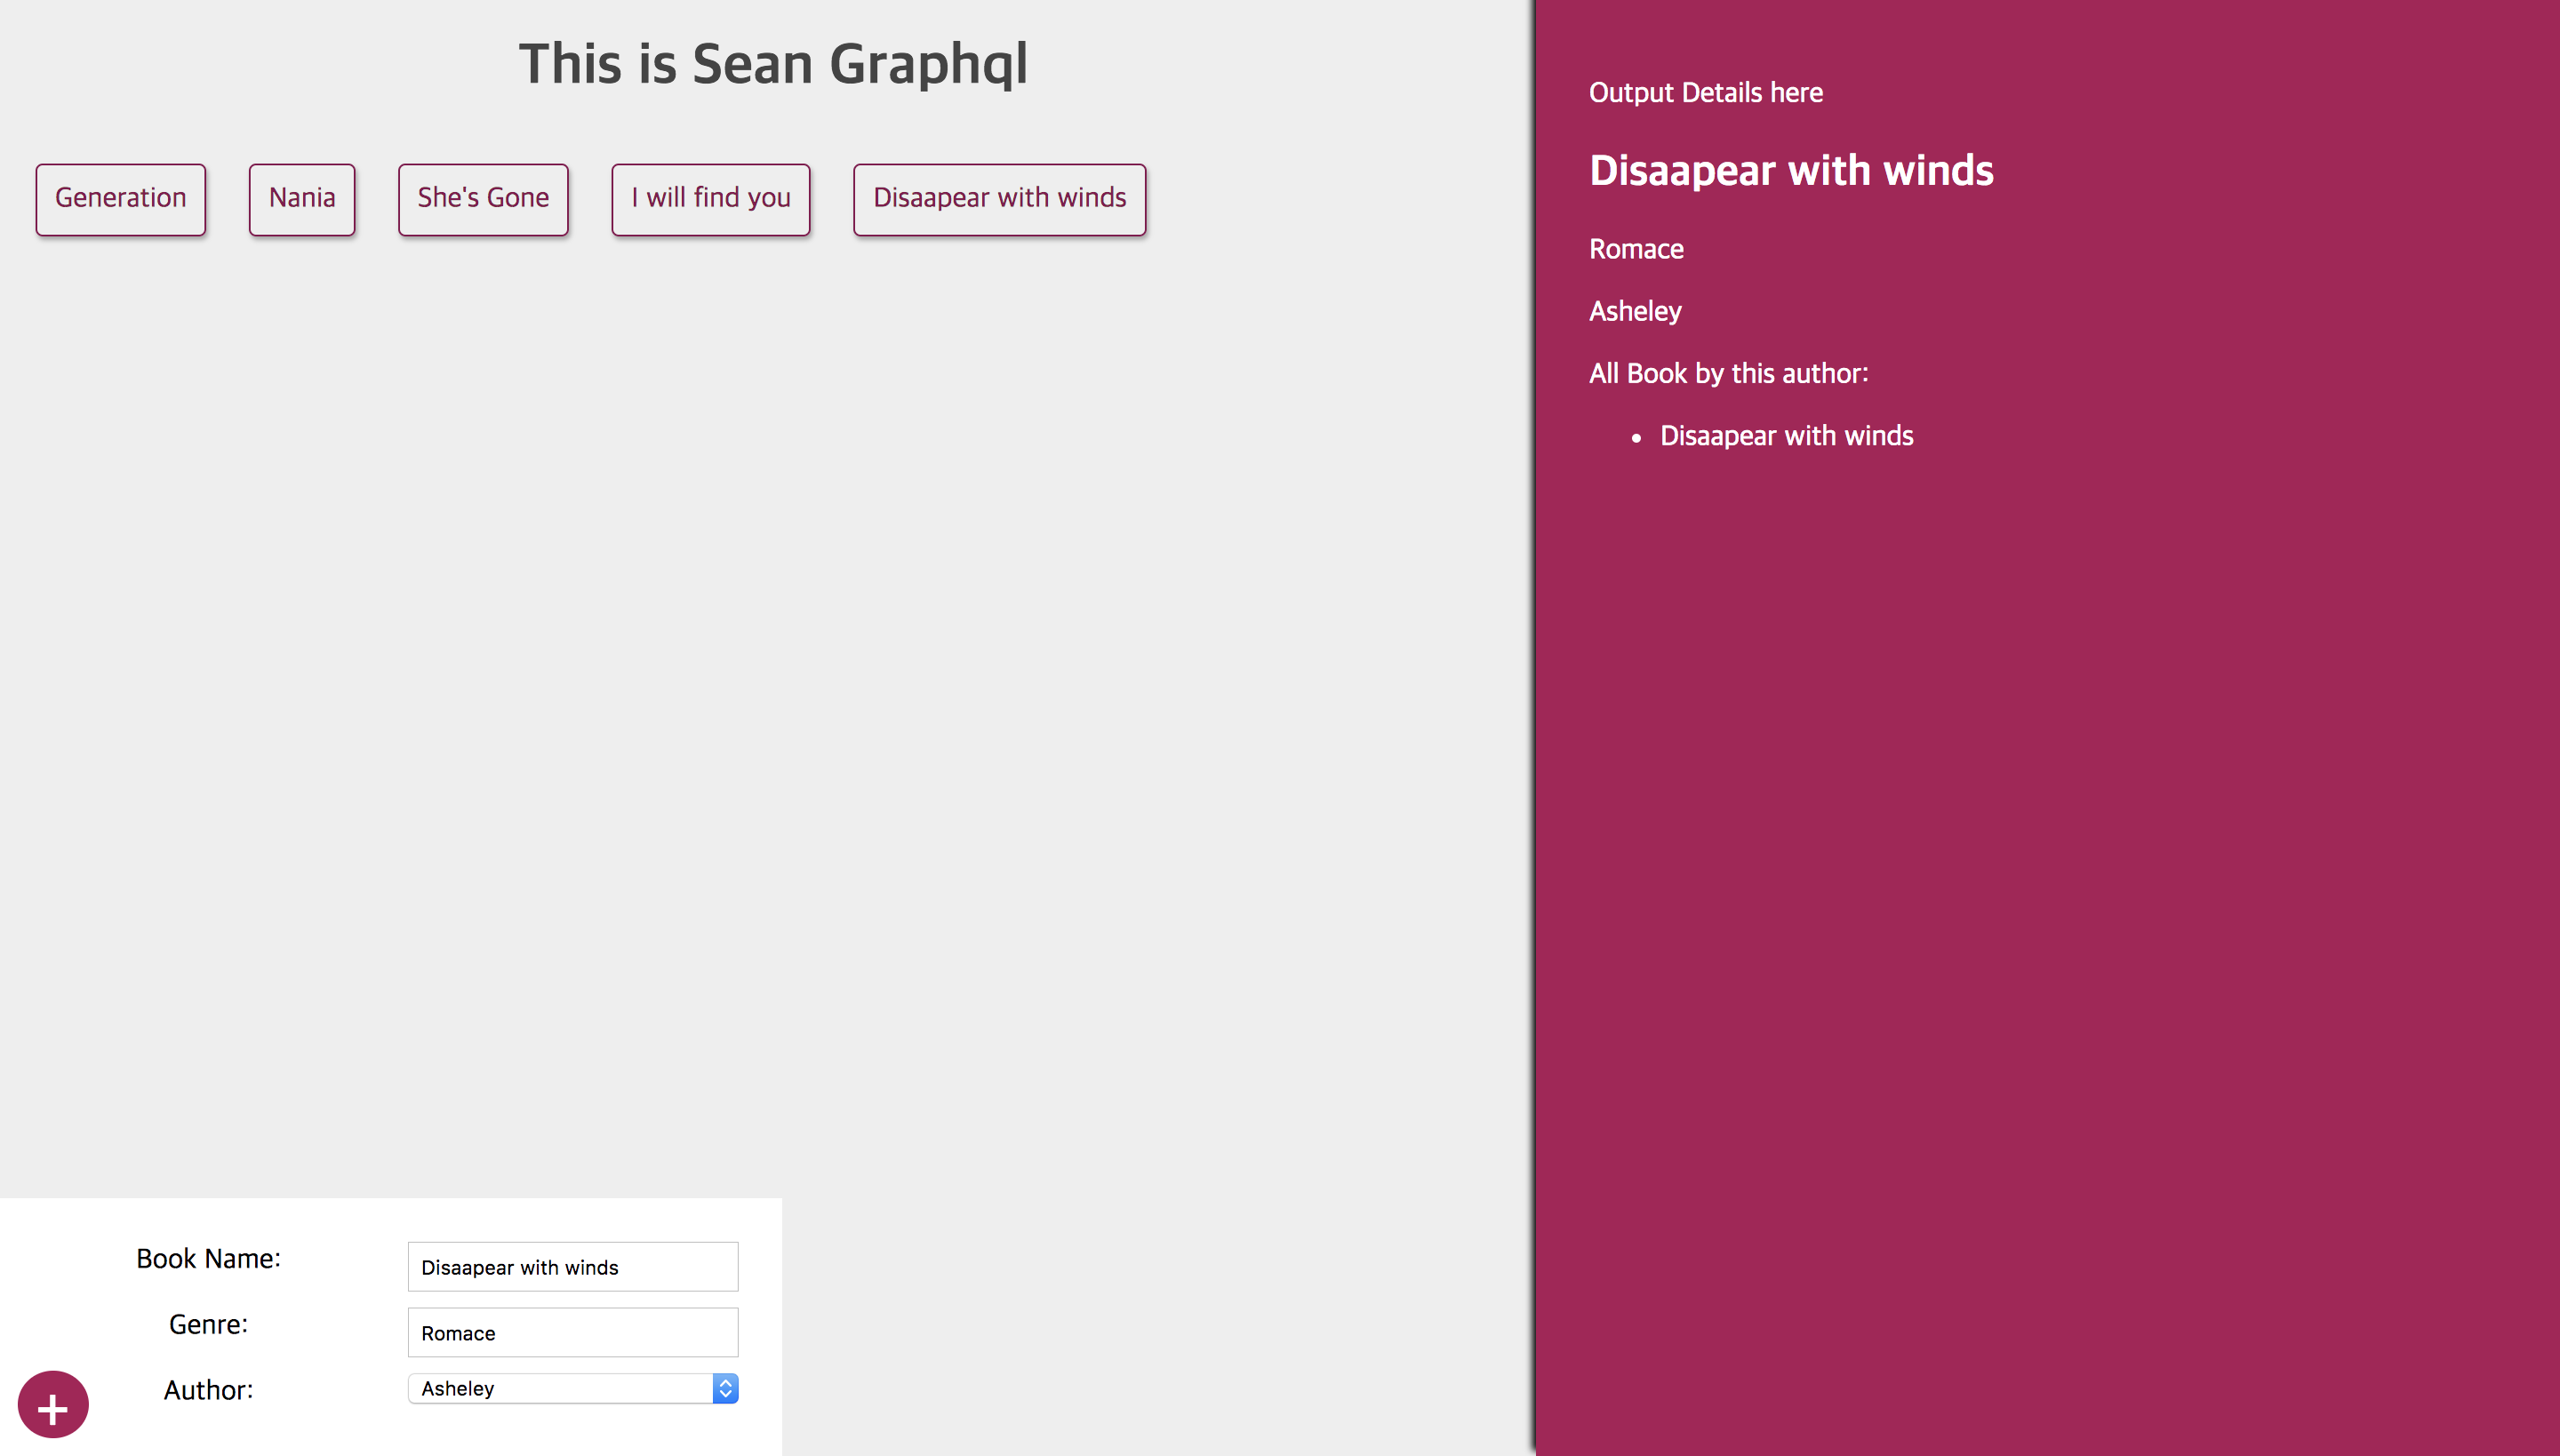 This is Sean Graphql
Generation
Nania
She's Gone
I will find you
Disaapear with winds
Output Details here
Disaapear with winds
Romace
Asheley
All Book by this author:
• Disaapear with winds
Book Name:
Disaapear with winds
Genre:
Romace
Author:
Asheley
+